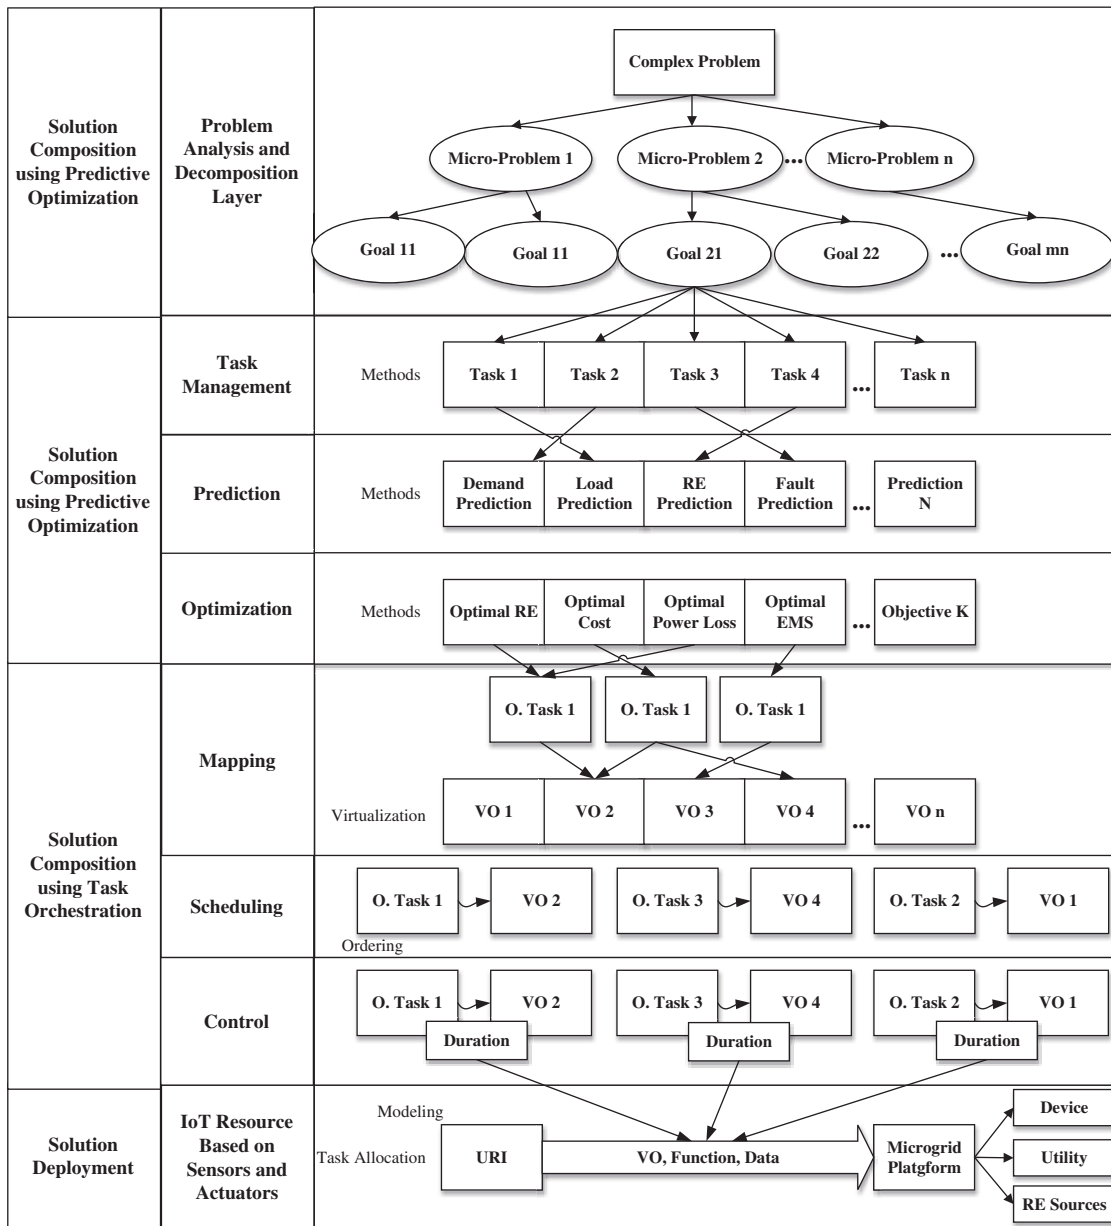 Complex Problem
Solution
Composition
using Predictive
Optimization
Problem
Analysis and
Decomposition
Layer
Micro-Problem 1
Micro-Problem 2
...
Micro-Problem n
Goal 11
Goal 11
Goal 21
Goal 22
...
Goal mn
Solution
Composition
using Predictive
Optimization
Task
Management
Methods
Task 1
Task 2
Task 3
Task 4
...
Task n
Prediction
Methods
Demand
Prediction
Load
Prediction
RE
Prediction
Fault
Prediction
...
Prediction
N
Optimization
Methods
Optimal RE
Optimal
Cost
Optimal
Power Loss
Optimal
EMS
...
Objective K
Solution
Composition
using Task
Orchestration
Mapping
O. Task 1
O. Task 1
O. Task 1
Virtualization
VO 1
VO 2
VO 3
VO 4
...
VO n
Scheduling
O. Task 1
VO 2
O. Task 3
VO 4
O. Task 2
VO 1
Ordering
Control
O. Task 1
VO 2
O. Task 3
VO 4
O. Task 2
VO 1
Duration
Duration
Duration
Solution
Deployment
IoT Resource
Based on
Sensors and
Actuators
Modeling
Task Allocation
URI
VO, Function, Data
Microgrid
Platgform
Device
Utility
RE Sources